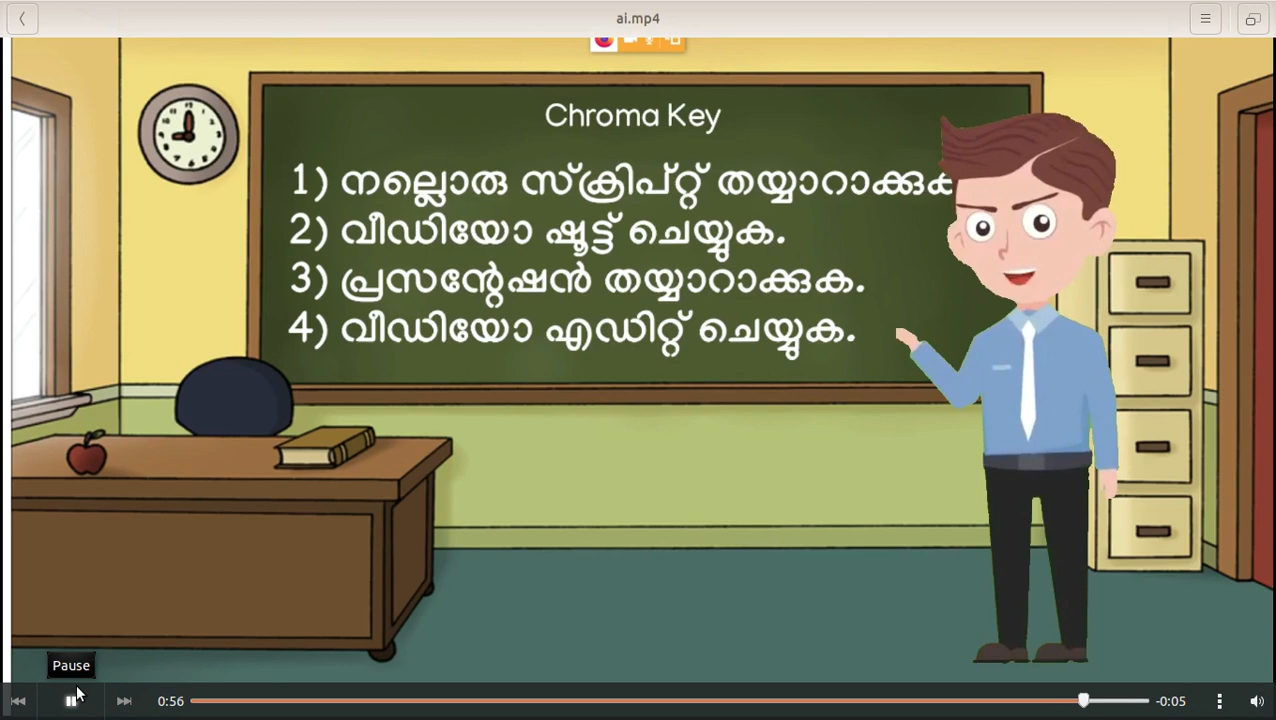 ai.mp4
Chroma Key
1) നല്ലൊരു സ്ക്രിപ്റ്റ് തയ്യാറാക്കുക
2) വീഡിയോ ഷൂട്ട് ചെയ്യുക.
3) പ്രസന്റേഷൻ തയ്യാറാക്കുക.
4) വീഡിയോ എഡിറ്റ് ചെയ്യുക.
Pause
0:56
-0:05